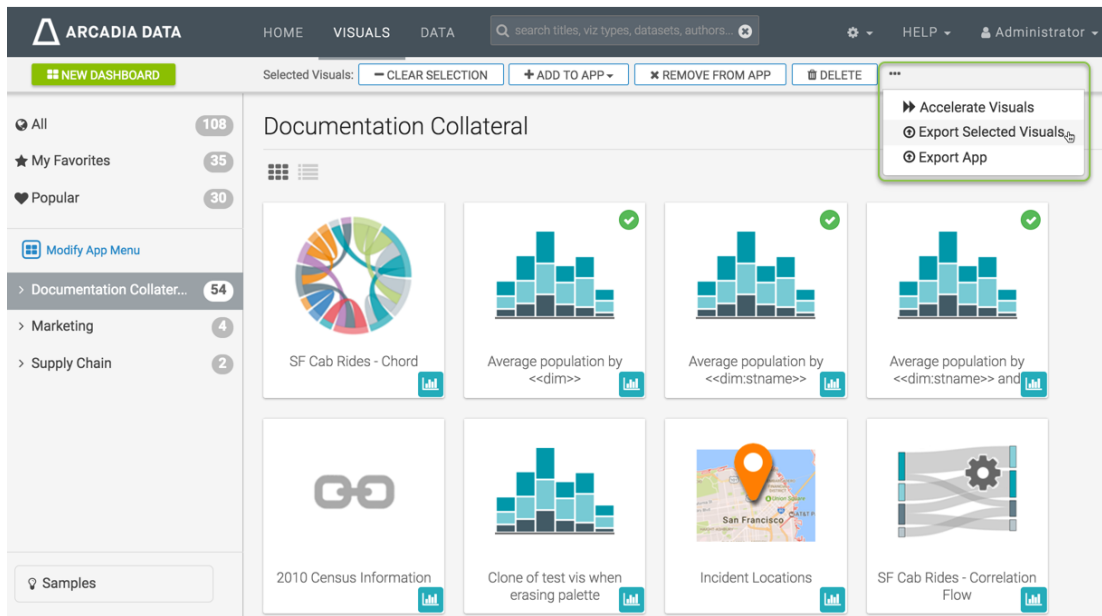 ARCADIA DATA
HOME VISUALS DATA
search titles, viz types, datasets, authors...
HELP
Administrator
NEW DASHBOARD
Selected Visuals:
CLEAR SELECTION
ADD TO APP
REMOVE FROM APP
DELETE
Accelerate Visuals
Export Selected Visuals
Export App
All 108
My Favorites 35
Popular 30
Modify App Menu
Documentation Collater... 54
Marketing 4
Supply Chain 2
Samples
Documentation Collateral
SF Cab Rides - Chord
Average population by
<<dim>>
Average population by
<<dim:stname>>
Average population by
<<dim:stname>> and
2010 Census Information
Clone of test vis when
erasing palette
San Francisco
Incident Locations
SF Cab Rides - Correlation
Flow